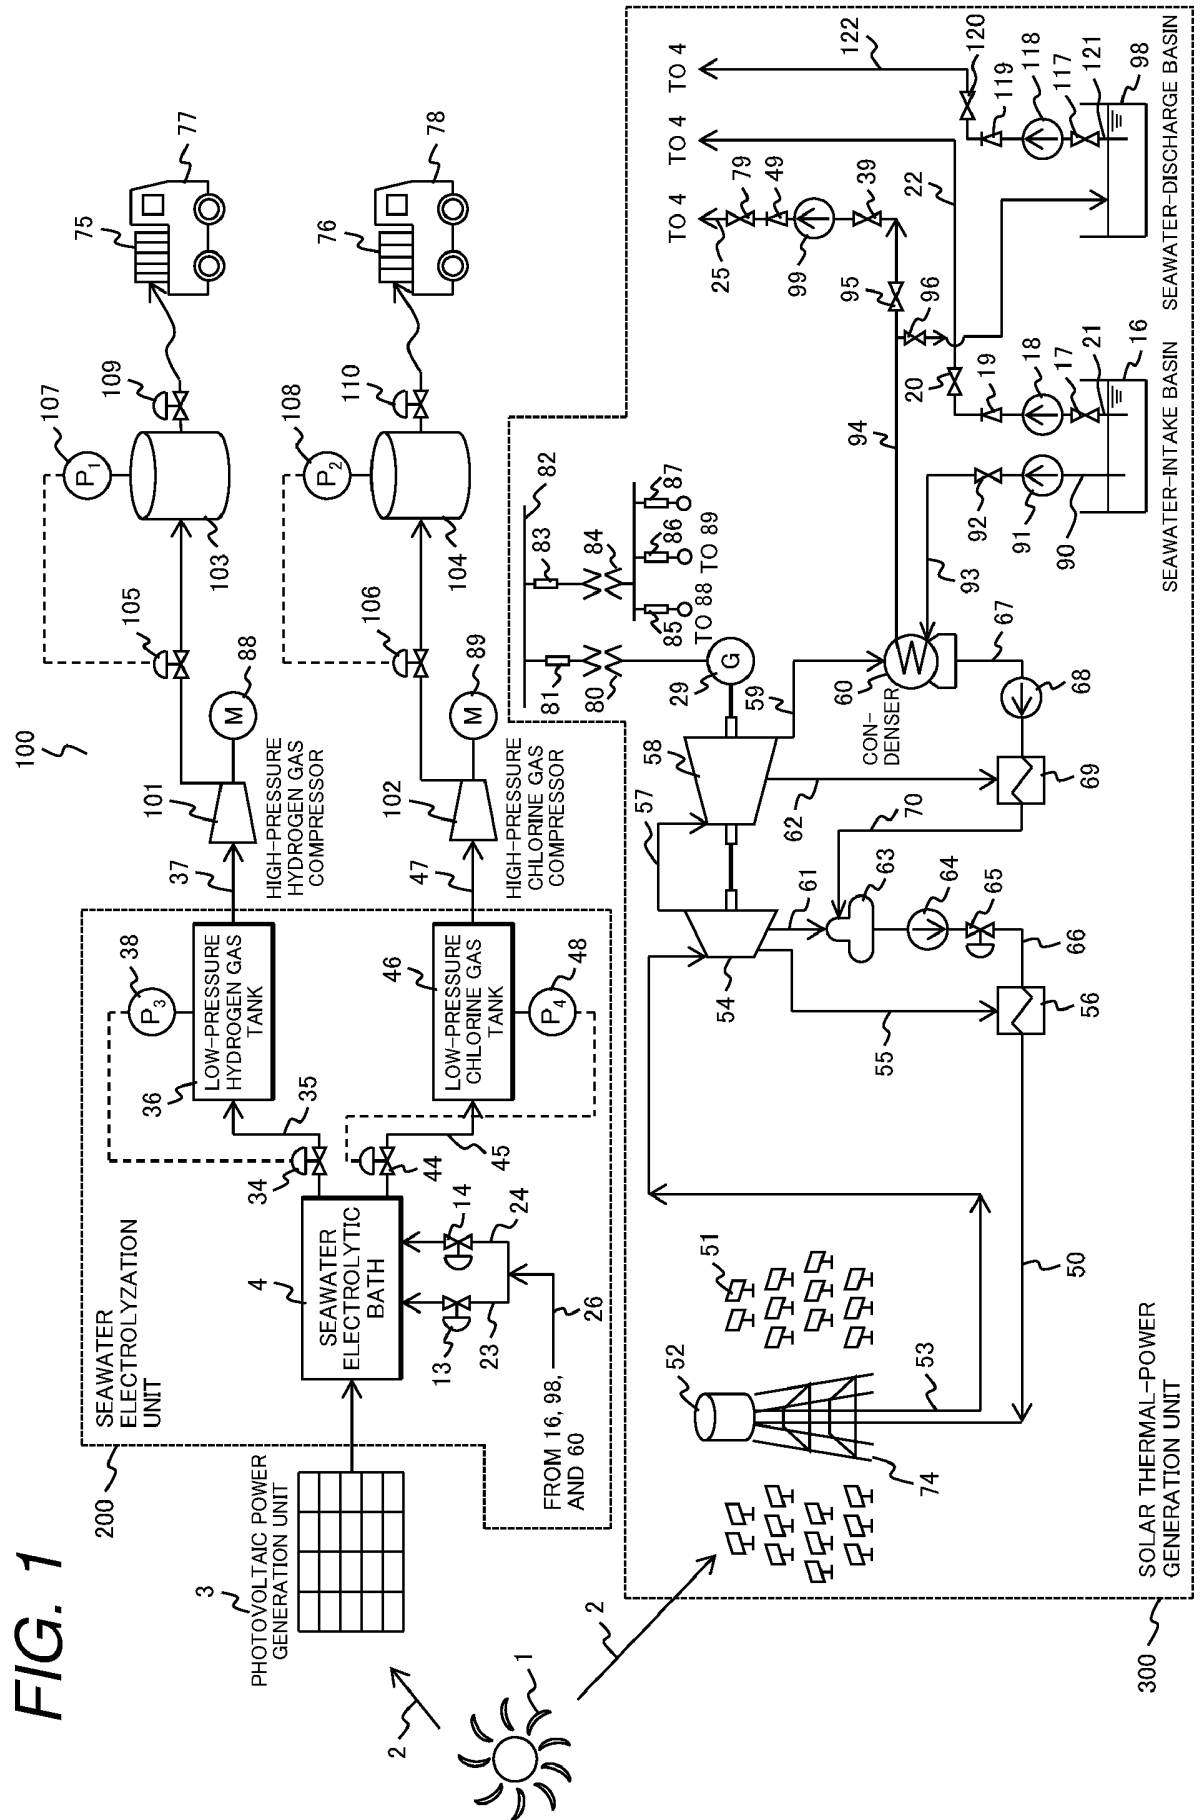 FIG. 1
100
77
75
107
P1
109
103
105
88
M
101
HIGH-PRESSURE
HYDROGEN GAS
COMPRESSOR
37
78
76
108
P2
110
104
106
89
M
102
HIGH-PRESSURE
CHLORINE GAS
COMPRESSOR
47
SEAWATER
ELECTROLYZATION
UNIT
200
38
P3
LOW-PRESSURE
HYDROGEN GAS
TANK
36
35
34
46
LOW-PRESSURE
CHLORINE GAS
TANK
P4
48
44
45
4
SEAWATER
ELECTROLYTIC
BATH
14
24
13
23
26
FROM 16, 98,
AND 60
3
PHOTOVOLTAIC POWER
GENERATION UNIT
2
1
2
82
83
84
87
86
85
TO 89
TO 88
81
80
G
29
59
58
57
62
54
61
55
63
70
64
65
66
56
69
68
67
60
CON-
DENSER
TO 4
TO 4
TO 4
25
79
49
99
39
95
96
94
22
122
120
119
118
117
121
98
SEAWATER-DISCHARGE BASIN
20
19
18
17
21
16
SEAWATER-INTAKE BASIN
92
91
90
93
50
51
52
53
74
SOLAR THERMAL-POWER
GENERATION UNIT
300